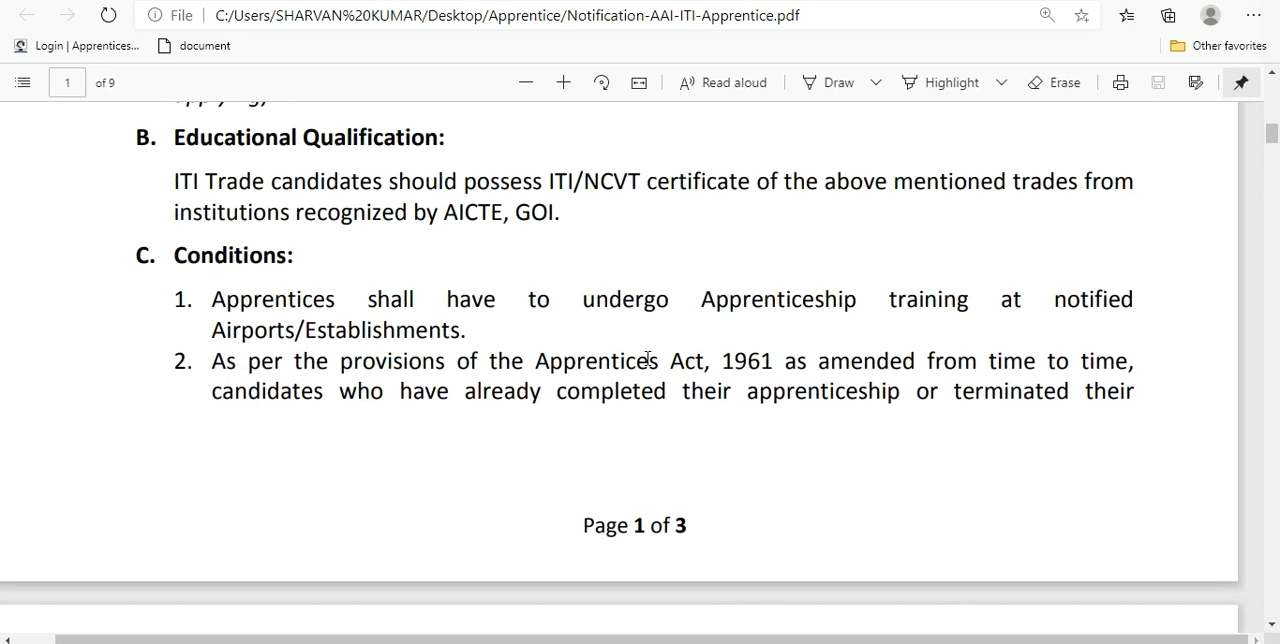 File | C:/Users/SHARVAN%20KUMAR/Desktop/Apprentice/Notification-AAI-ITI-Apprentice.pdf
Login | Apprentices... document Other favorites
1 of 9 Read aloud Draw Highlight Erase
B. Educational Qualification:
ITI Trade candidates should possess ITI/NCVT certificate of the above mentioned trades from
institutions recognized by AICTE, GOI.
C. Conditions:
1. Apprentices shall have to undergo Apprenticeship training at notified
Airports/Establishments.
2. As per the provisions of the Apprentices Act, 1961 as amended from time to time,
candidates who have already completed their apprenticeship or terminated their
Page 1 of 3